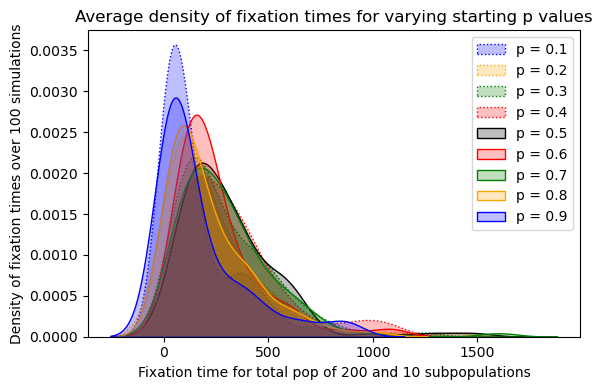 Average density of fixation times for varying starting p values
Density of fixation times over 100 simulations
0.0035
0.0030
0.0025
0.0020
0.0015
0.0010
0.0005
0.0000
p = 0.1
p = 0.2
p = 0.3
p = 0.4
p = 0.5
p = 0.6
p = 0.7
p = 0.8
p = 0.9
0 500 1000 1500
Fixation time for total pop of 200 and 10 subpopulations